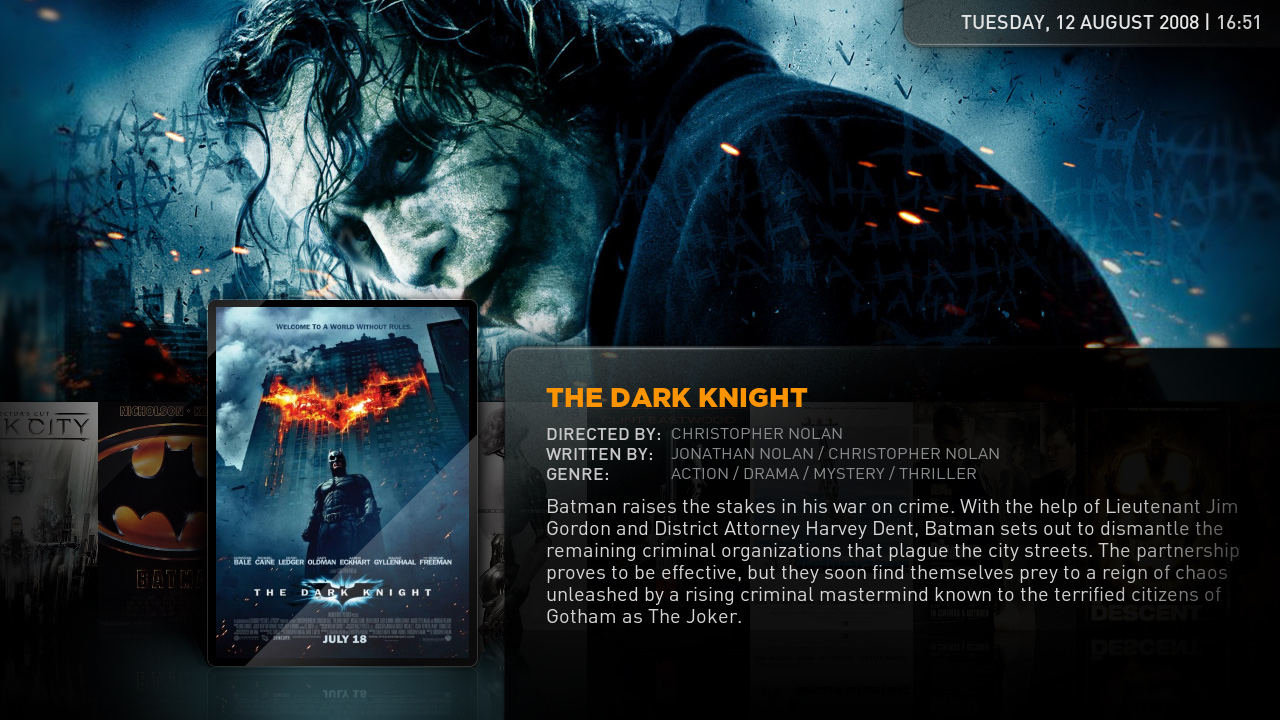 TUESDAY, 12 AUGUST 2008 | 16:51
HAHAHAHAHA
WELCOME TO A WORLD WITHOUT RULES.
THE DARK KNIGHT
K CITY
NICHOLSON
DIRECTED BY: CHRISTOPHER NOLAN
WRITTEN BY: JONATHAN NOLAN / CHRISTOPHER NOLAN
GENRE: ACTION / DRAMA / MYSTERY / THRILLER
Batman raises the stakes in his war on crime. With the help of Lieutenant Jim
Gordon and District Attorney Harvey Dent, Batman sets out to dismantle the
remaining criminal organizations that plague the city streets. The partnership
proves to be effective, but they soon find themselves prey to a reign of chaos
unleashed by a rising criminal mastermind known to the terrified citizens of
Gotham as The Joker.
BALE CAINE LEDGER OLDMAN ECKHART GYLLENHAAL FREEMAN
THE DARK KNIGHT
JULY 18
DESCENT